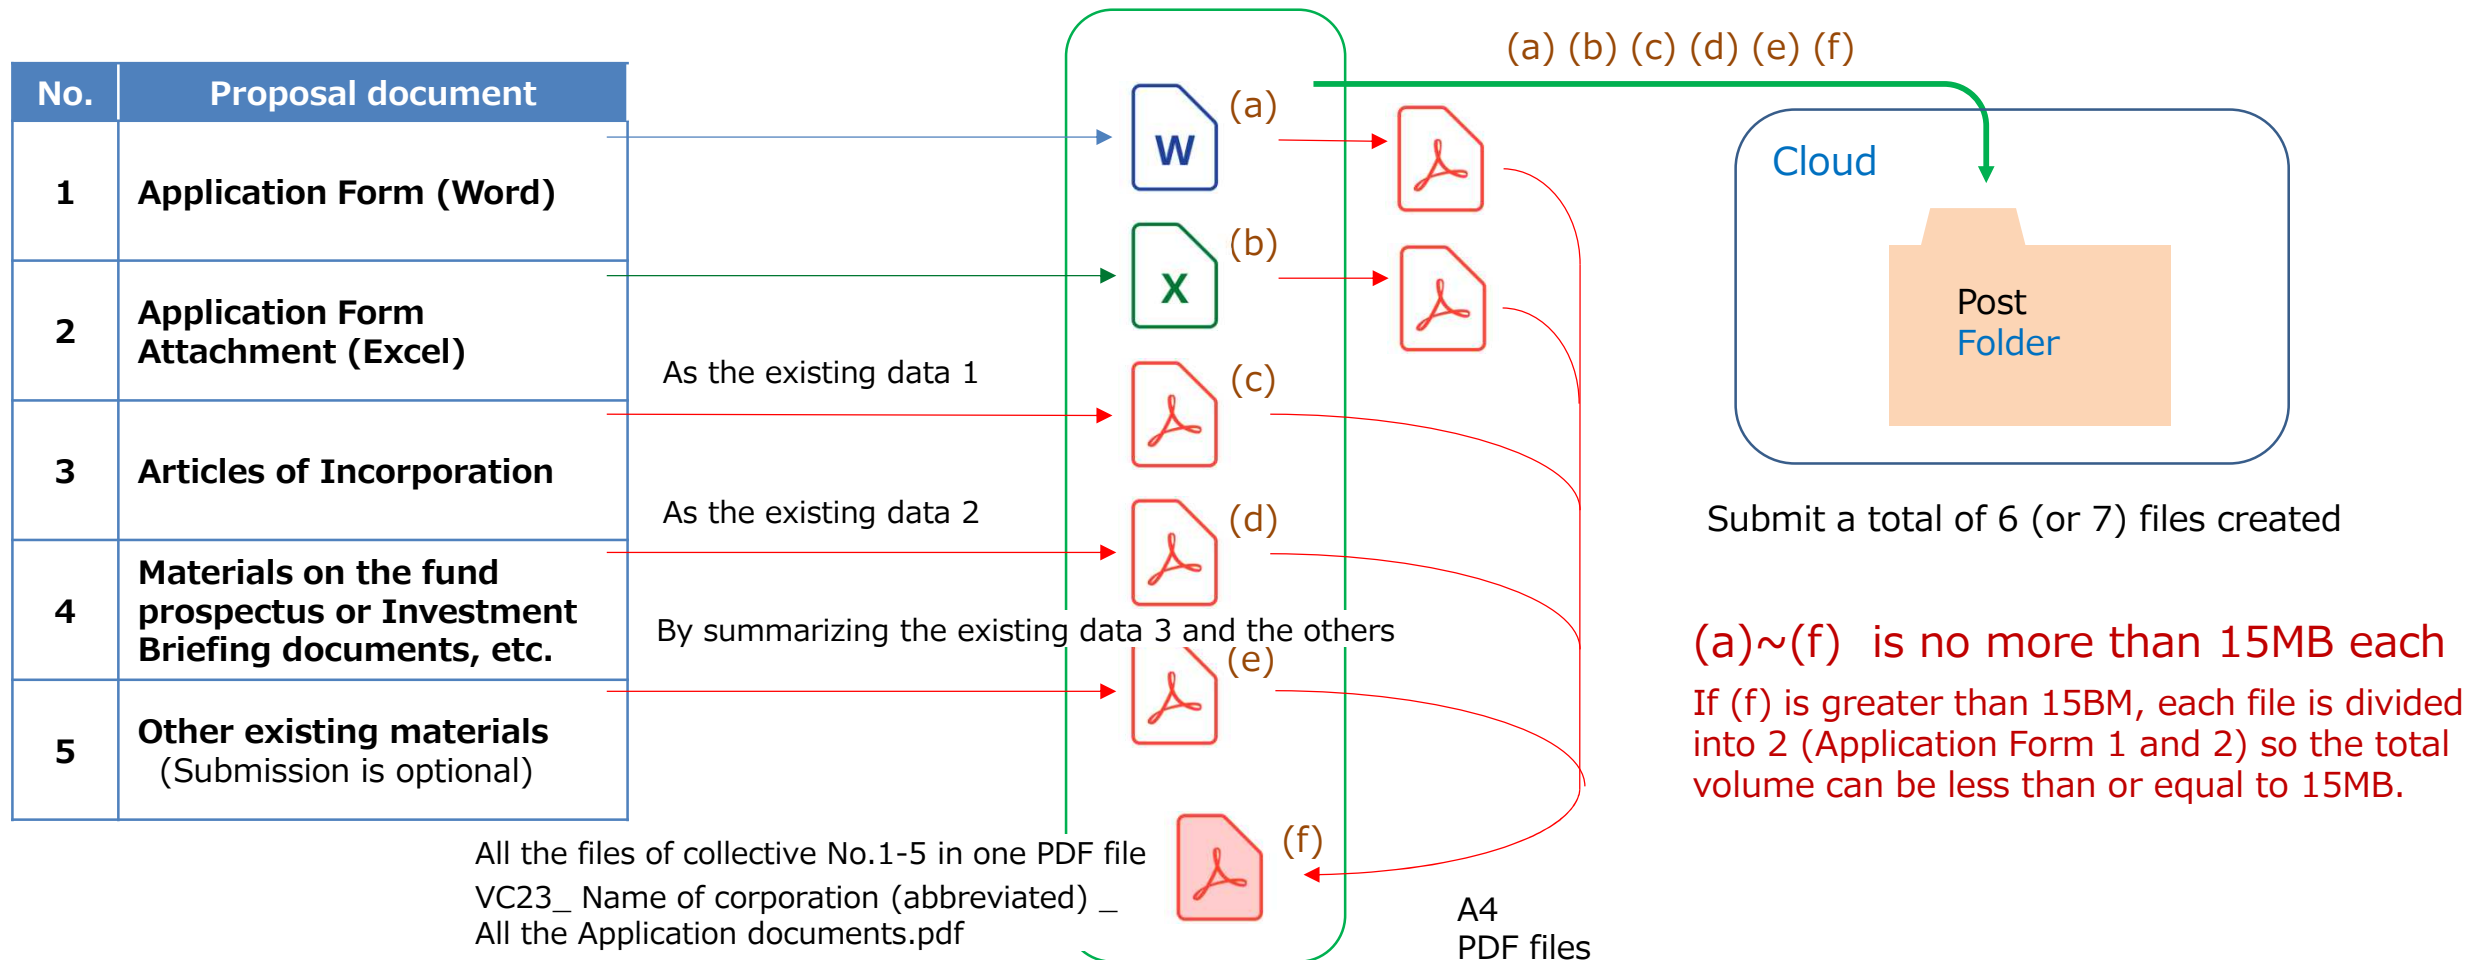 No. Proposal document
1 Application Form (Word)
2 Application Form
Attachment (Excel)
3 Articles of Incorporation
4 Materials on the fund
prospectus or Investment
Briefing documents, etc.
5 Other existing materials
(Submission is optional)
As the existing data 1
As the existing data 2
By summarizing the existing data 3 and the others
All the files of collective No.1-5 in one PDF file
VC23_ Name of corporation (abbreviated) _
All the Application documents.pdf
W
(a)
X
(b)
(c)
(d)
(e)
(f)
A4
PDF files
(a) (b) (c) (d) (e) (f)
Cloud
Post
Folder
Submit a total of 6 (or 7) files created
(a)~(f) is no more than 15MB each
If (f) is greater than 15BM, each file is divided
into 2 (Application Form 1 and 2) so the total
volume can be less than or equal to 15MB.